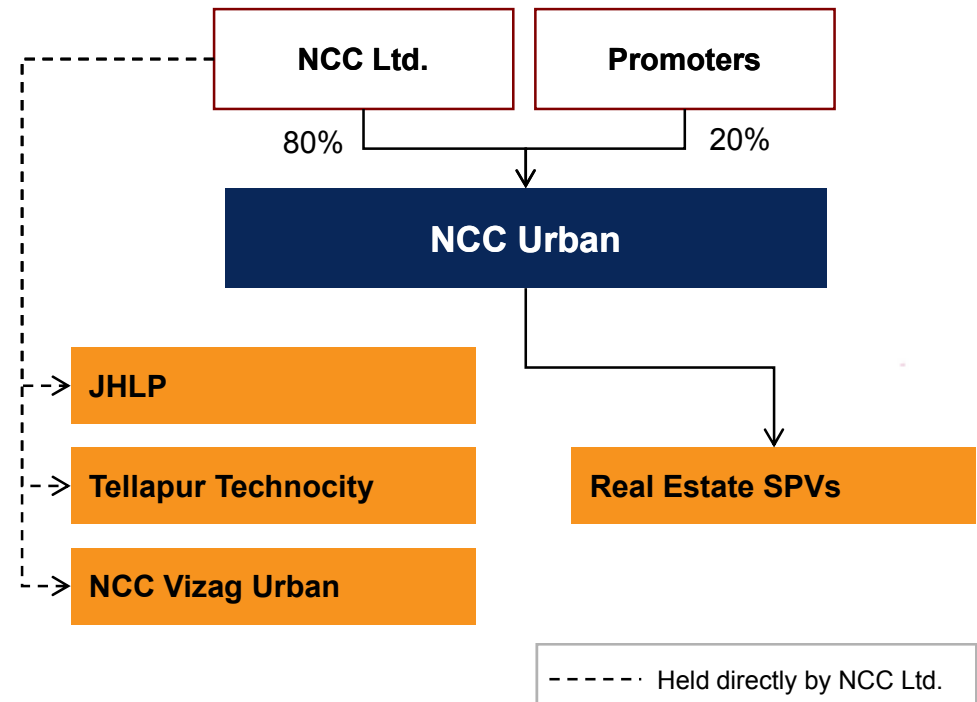 NCC Ltd.
Promoters
80%
20%
NCC Urban
JHLP
Tellapur Technocity
Real Estate SPVs
NCC Vizag Urban
Held directly by NCC Ltd.